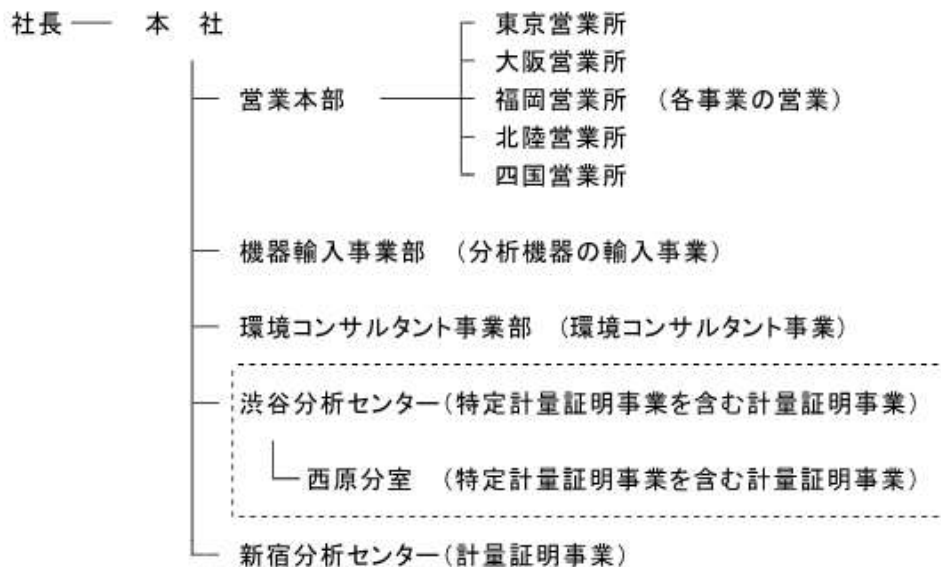 社長 本 社
東京営業所
大阪営業所
営業本部 福岡営業所 (各事業の営業)
北陸営業所
四国営業所
機器輸入事業部 (分析機器の輸入事業)
環境コンサルタント事業部 (環境コンサルタント事業)
渋谷分析センター(特定計量証明事業を含む計量証明事業)
西原分室 (特定計量証明事業を含む計量証明事業)
新宿分析センター(計量証明事業)